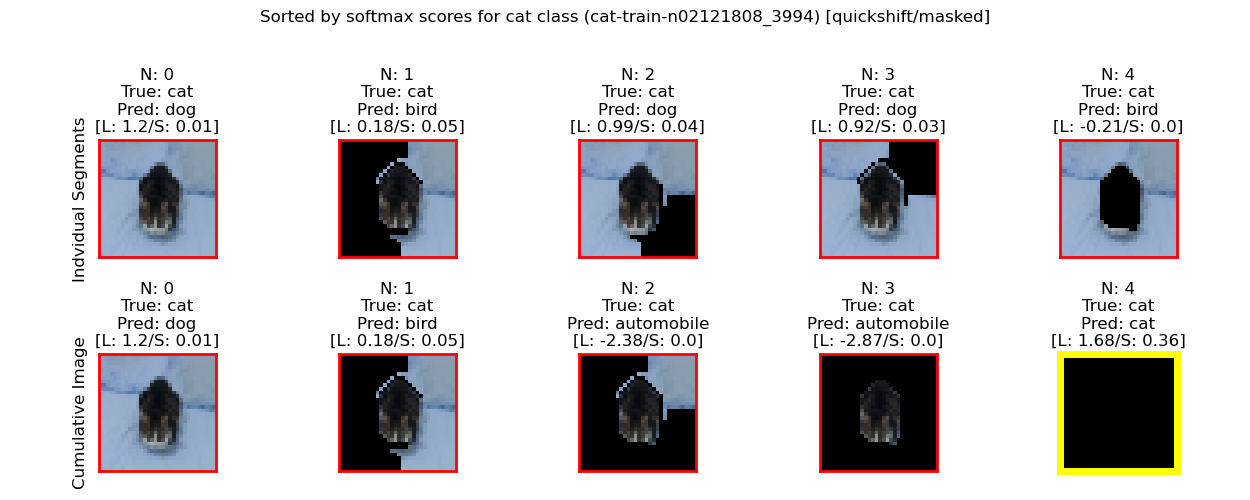 Sorted by softmax scores for cat class (cat-train-n02121808_3994) [quickshift/masked]
Indvidual Segments
N: 0
True: cat
Pred: dog
[L: 1.2/S: 0.01]
N: 1
True: cat
Pred: bird
[L: 0.18/S: 0.05]
N: 2
True: cat
Pred: dog
[L: 0.99/S: 0.04]
N: 3
True: cat
Pred: dog
[L: 0.92/S: 0.03]
N: 4
True: cat
Pred: bird
[L: -0.21/S: 0.0]
Cumulative Image
N: 0
True: cat
Pred: dog
[L: 1.2/S: 0.01]
N: 1
True: cat
Pred: bird
[L: 0.18/S: 0.05]
N: 2
True: cat
Pred: automobile
[L: -2.38/S: 0.0]
N: 3
True: cat
Pred: automobile
[L: -2.87/S: 0.0]
N: 4
True: cat
Pred: cat
[L: 1.68/S: 0.36]